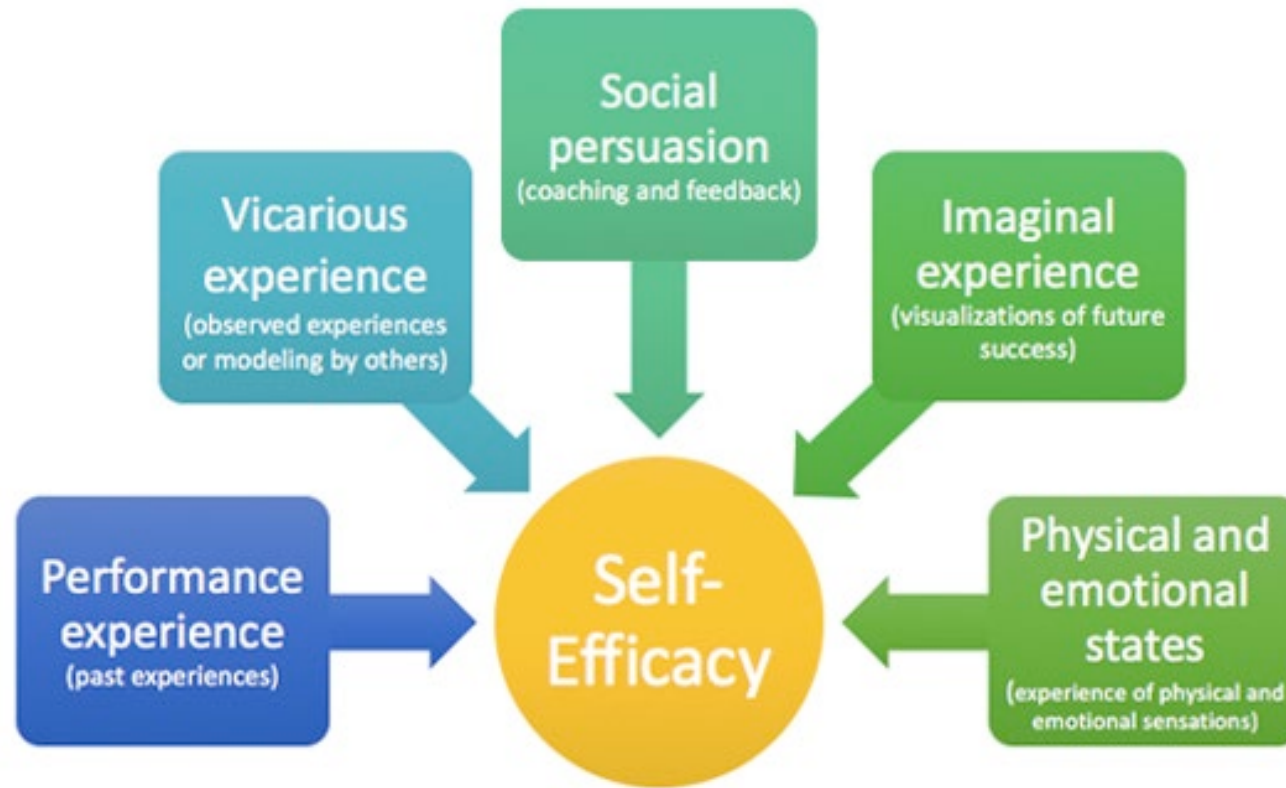 Social
persuasion
(coaching and feedback)
Vicarious
experience
(observed experiences
or modeling by others)
Imaginal
experience
(visualizations of future
success)
Performance
experience
(past experiences)
Self-
Efficacy
Physical and
emotional
states
(experience of physical and
emotional sensations)